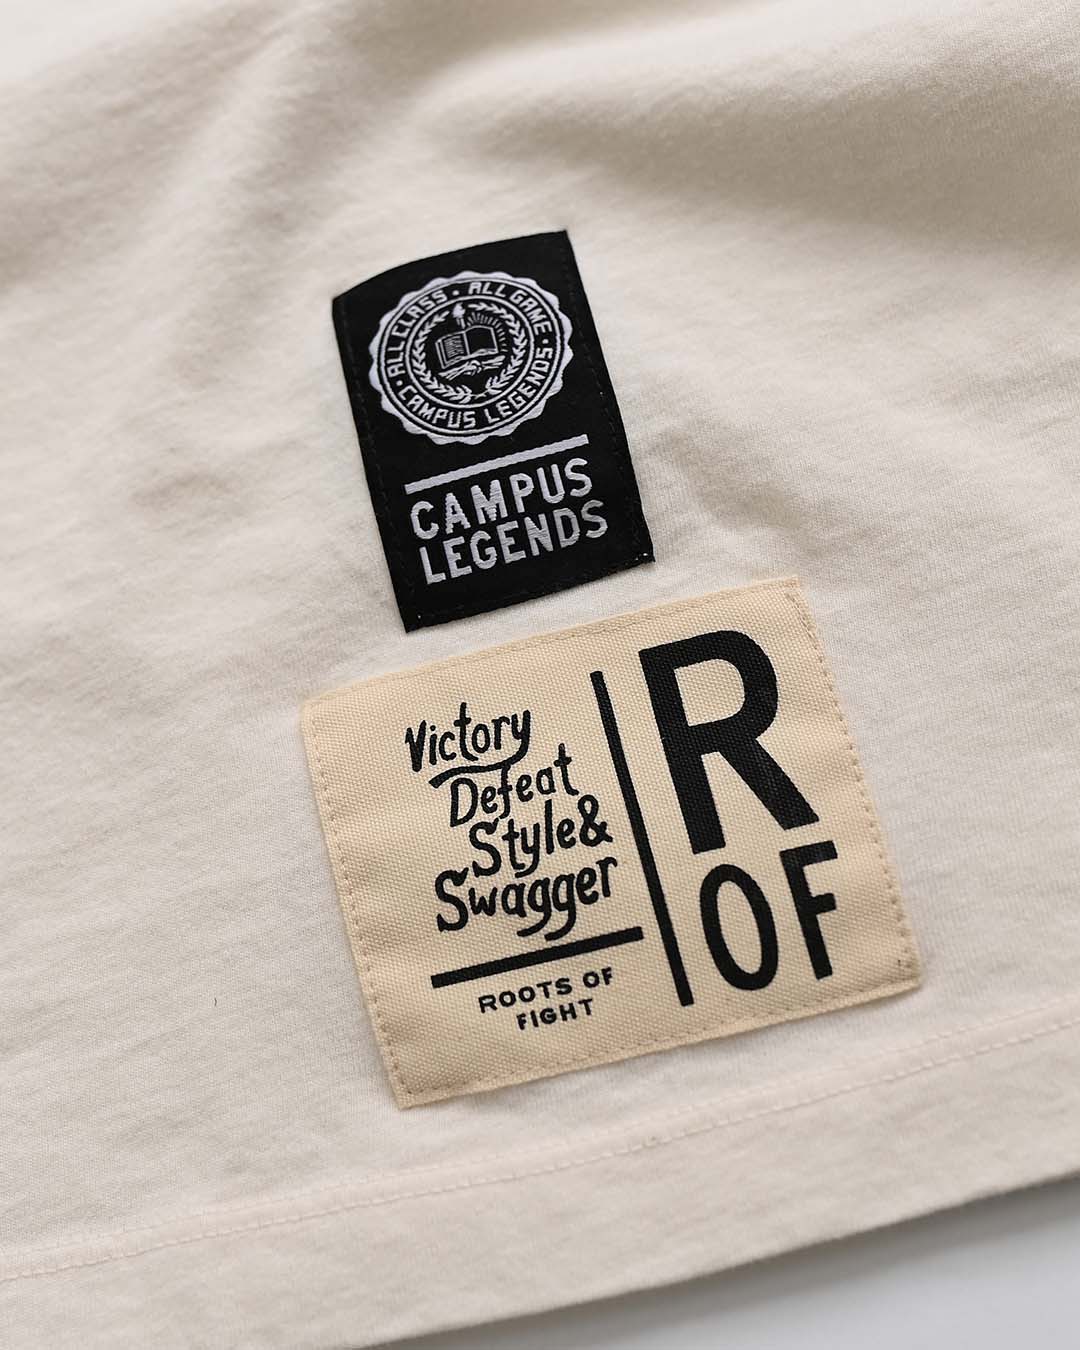 ALL CLASS · ALL GAME ·
CAMPUS LEGENDS ·
CAMPUS
LEGENDS
Victory
Defeat
Style &
Swagger
ROOTS OF
FIGHT
R
OF